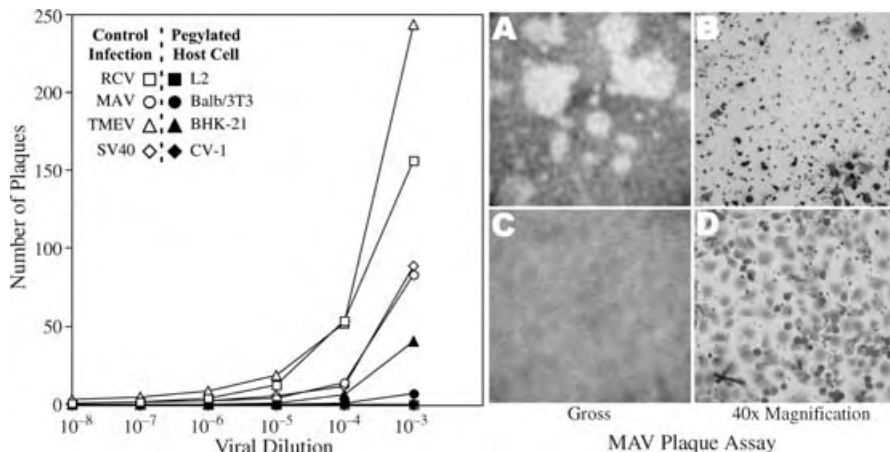 250
200
150
100
50
0
Number of Plaques
Control Infection
Pegylated Host Cell
RCV L2
MAV Balb/3T3
TMEV BHK-21
SV40 CV-1
10⁻⁸ 10⁻⁷ 10⁻⁶ 10⁻⁵ 10⁻⁴ 10⁻³
Viral Dilution
A B
C D
Gross 40x Magnification
MAV Plaque Assay